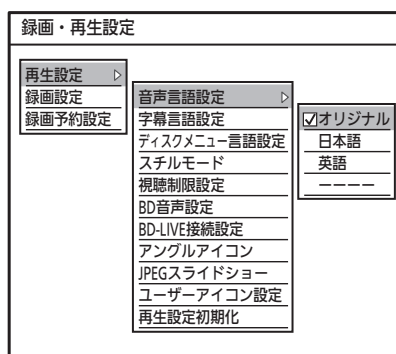 録画・再生設定
再生設定
録画設定
録画予約設定
音声言語設定
字幕言語設定
ディスクメニュー言語設定
スチルモード
視聴制限設定
BD音声設定
BD-LIVE接続設定
アングルアイコン
JPEGスライドショー
ユーザーアイコン設定
再生設定初期化
オリジナル
日本語
英語
ーーーー